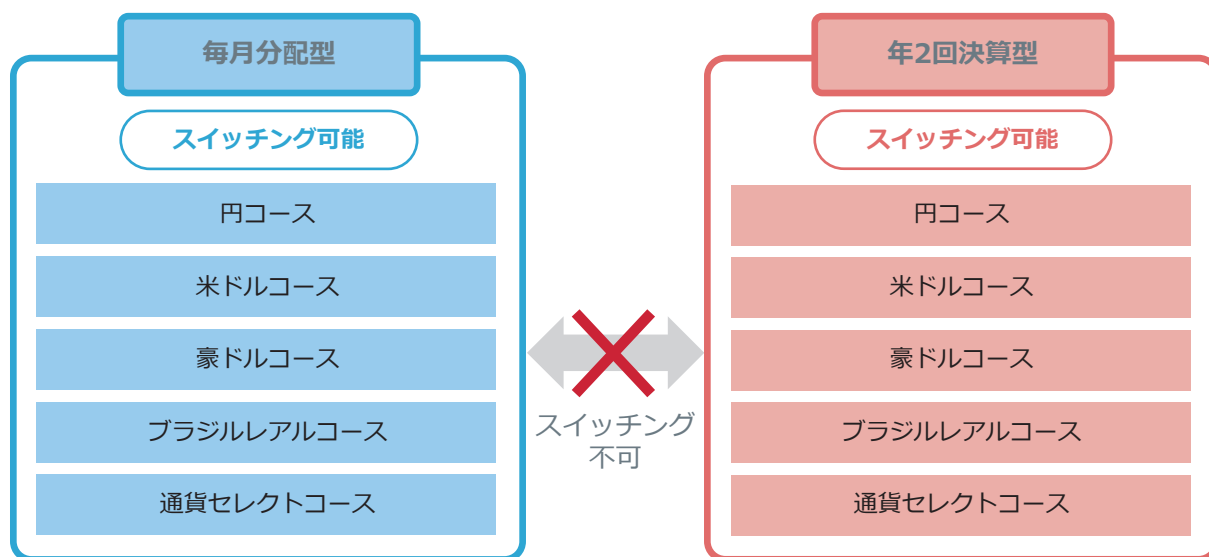 毎月分配型
スイッチング可能
円コース
米ドルコース
豪ドルコース
ブラジルレアルコース
通貨セレクトコース
スイッチング
不可
年2回決算型
スイッチング可能
円コース
米ドルコース
豪ドルコース
ブラジルレアルコース
通貨セレクトコース